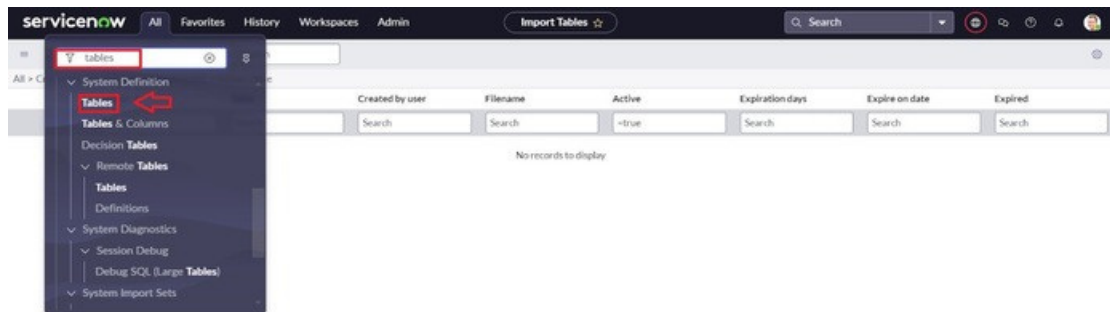 servicenow All Favorites History Workspaces Admin Import Tables Search
tables
All > C
System Definition
Tables
Created by user Filename Active Expiration days Expire on date Expired
Tables & Columns
Search Search =true Search Search Search
Decision Tables
No records to display
Remote Tables
Tables
Definitions
System Diagnostics
Session Debug
Debug SQL (Large Tables)
System Import Sets